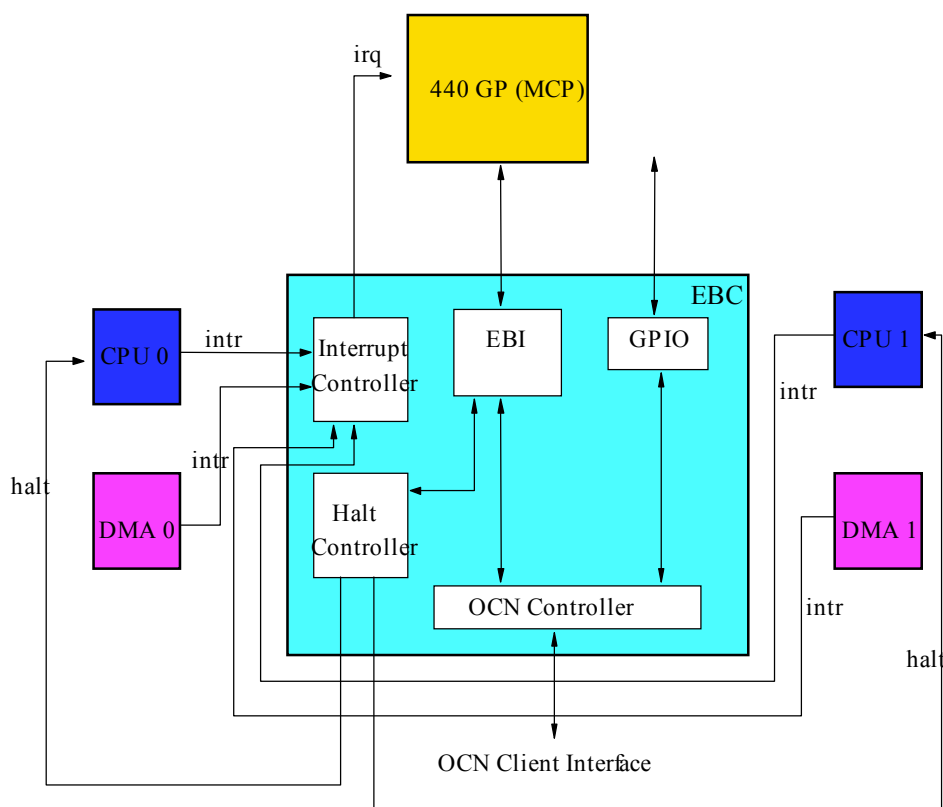 irq
440 GP (MCP)
EBC
CPU 0
intr
Interrupt
Controller
EBI
GPIO
CPU 1
intr
intr
halt
DMA 0
Halt
Controller
DMA 1
OCN Controller
intr
halt
OCN Client Interface